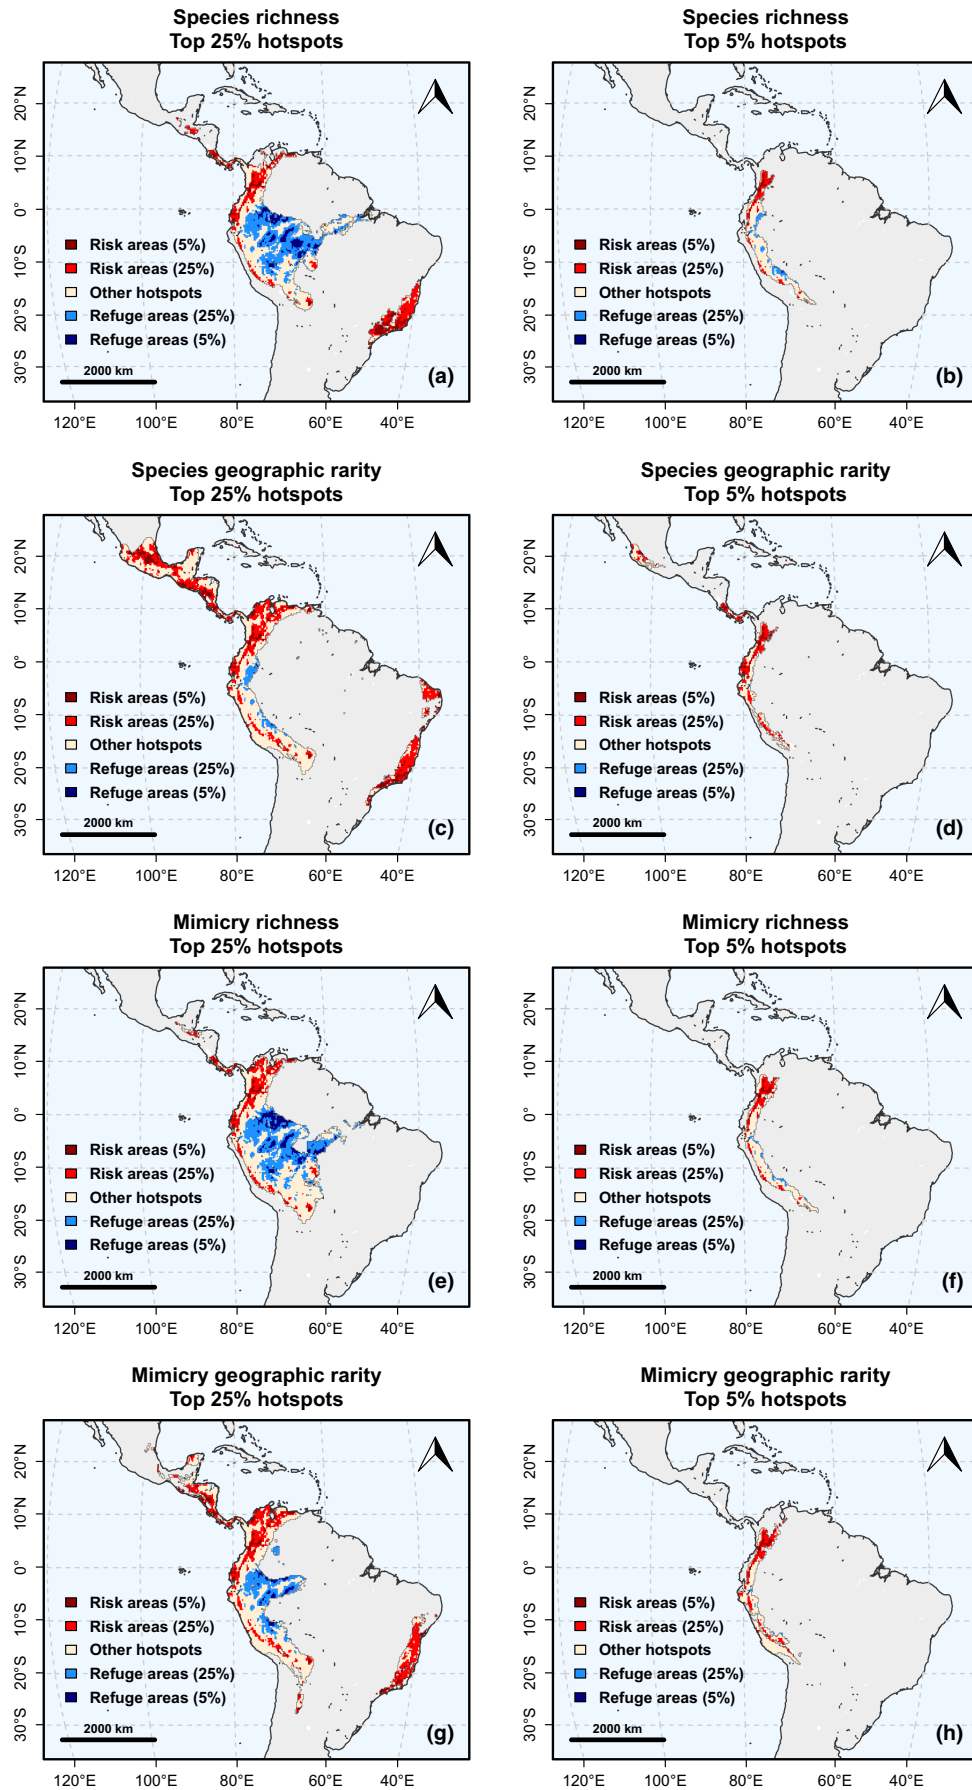 Species richness
Top 25% hotspots
20°N
10°N
0°
10°S
20°S
30°S
Risk areas (5%)
Risk areas (25%)
Other hotspots
Refuge areas (25%)
Refuge areas (5%)
2000 km
(a)
120°E 100°E 80°E 60°E 40°E
Species richness
Top 5% hotspots
20°N
10°N
0°
10°S
20°S
30°S
Risk areas (5%)
Risk areas (25%)
Other hotspots
Refuge areas (25%)
Refuge areas (5%)
2000 km
(b)
120°E 100°E 80°E 60°E 40°E
Species geographic rarity
Top 25% hotspots
20°N
10°N
0°
10°S
20°S
30°S
Risk areas (5%)
Risk areas (25%)
Other hotspots
Refuge areas (25%)
Refuge areas (5%)
2000 km
(c)
120°E 100°E 80°E 60°E 40°E
Species geographic rarity
Top 5% hotspots
20°N
10°N
0°
10°S
20°S
30°S
Risk areas (5%)
Risk areas (25%)
Other hotspots
Refuge areas (25%)
Refuge areas (5%)
2000 km
(d)
120°E 100°E 80°E 60°E 40°E
Mimicry richness
Top 25% hotspots
20°N
10°N
0°
10°S
20°S
30°S
Risk areas (5%)
Risk areas (25%)
Other hotspots
Refuge areas (25%)
Refuge areas (5%)
2000 km
(e)
120°E 100°E 80°E 60°E 40°E
Mimicry richness
Top 5% hotspots
20°N
10°N
0°
10°S
20°S
30°S
Risk areas (5%)
Risk areas (25%)
Other hotspots
Refuge areas (25%)
Refuge areas (5%)
2000 km
(f)
120°E 100°E 80°E 60°E 40°E
Mimicry geographic rarity
Top 25% hotspots
20°N
10°N
0°
10°S
20°S
30°S
Risk areas (5%)
Risk areas (25%)
Other hotspots
Refuge areas (25%)
Refuge areas (5%)
2000 km
(g)
120°E 100°E 80°E 60°E 40°E
Mimicry geographic rarity
Top 5% hotspots
20°N
10°N
0°
10°S
20°S
30°S
Risk areas (5%)
Risk areas (25%)
Other hotspots
Refuge areas (25%)
Refuge areas (5%)
2000 km
(h)
120°E 100°E 80°E 60°E 40°E